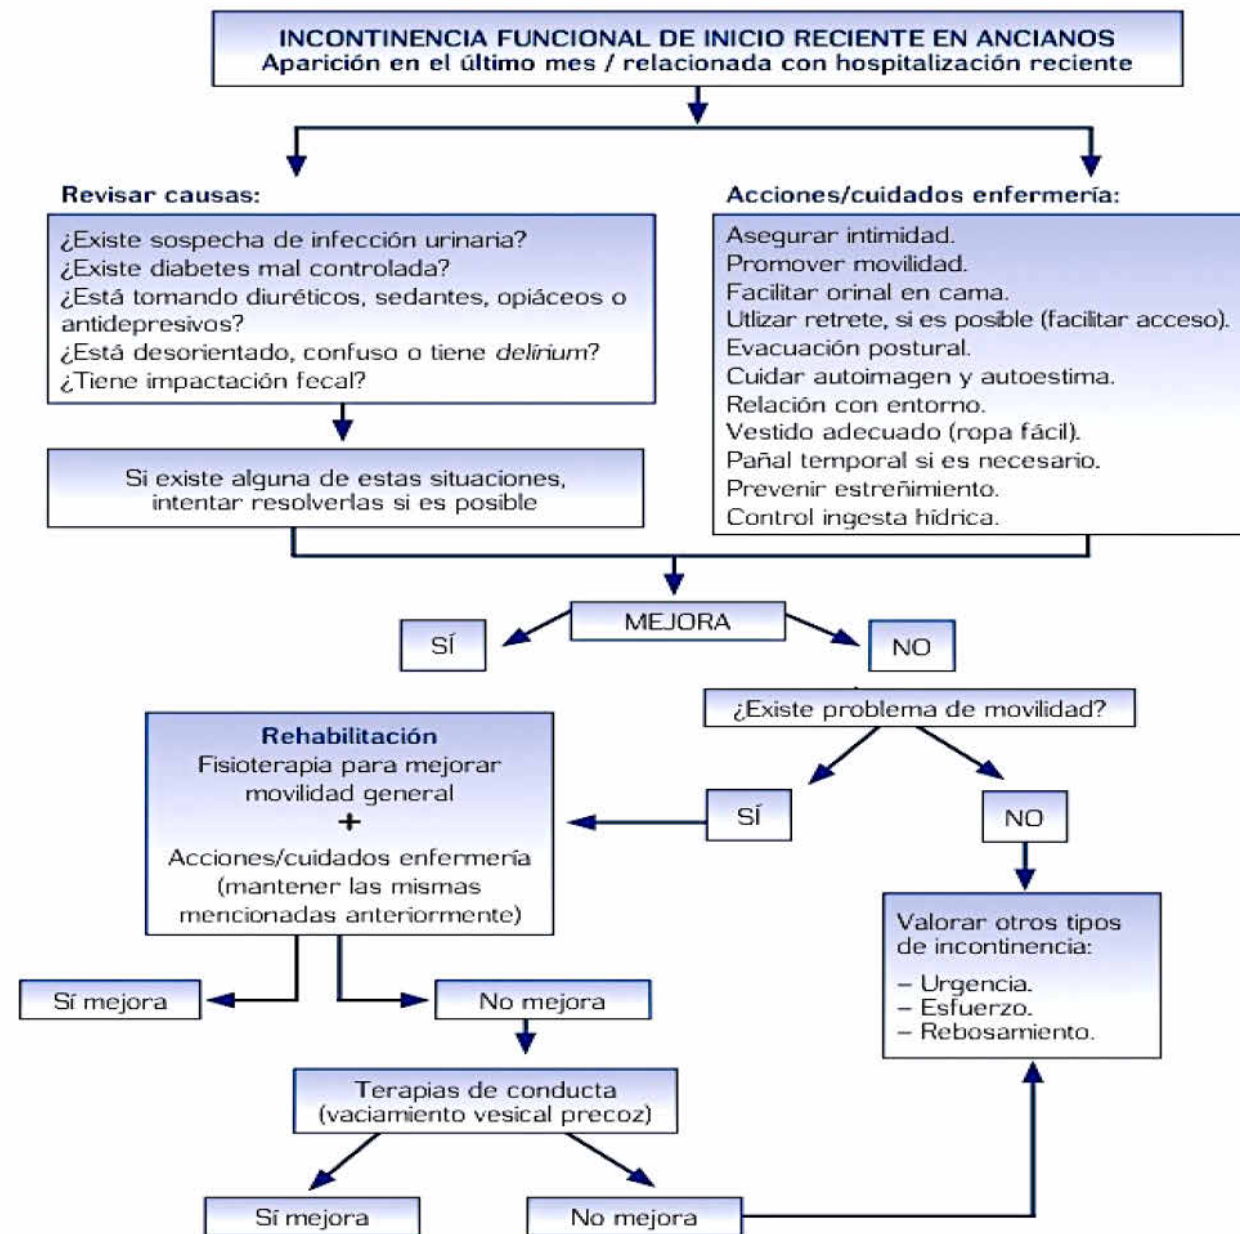 INCONTINENCIA FUNCIONAL DE INICIO RECIENTE EN ANCIANOS
Aparición en el último mes / relacionada con hospitalización reciente
Revisar causas:
¿Existe sospecha de infección urinaria?
¿Existe diabetes mal controlada?
¿Está tomando diuréticos, sedantes, opiáceos o
antidepresivos?
¿Está desorientado, confuso o tiene delírium?
¿Tiene impactación fecal?
Si existe alguna de estas situaciones,
intentar resolverlas si es posible
Acciones/cuidados enfermería:
Asegurar intimidad.
Promover movilidad.
Facilitar orinal en cama.
Utlizar retrete, si es posible (facilitar acceso).
Evacuación postural.
Cuidar autoimagen y autoestima.
Relación con entorno.
Vestido adecuado (ropa fácil).
Pañal temporal si es necesario.
Prevenir estreñimiento.
Control ingesta hídrica.
MEJORA
SÍ
NO
¿Existe problema de movilidad?
SÍ
NO
Rehabilitación
Fisioterapia para mejorar
movilidad general
+
Acciones/cuidados enfermería
(mantener las mismas
mencionadas anteriormente)
Valorar otros tipos
de incontinencia:
– Urgencia.
– Esfuerzo.
– Rebosamiento.
Sí mejora
No mejora
Terapias de conducta
(vaciamiento vesical precoz)
Sí mejora
No mejora